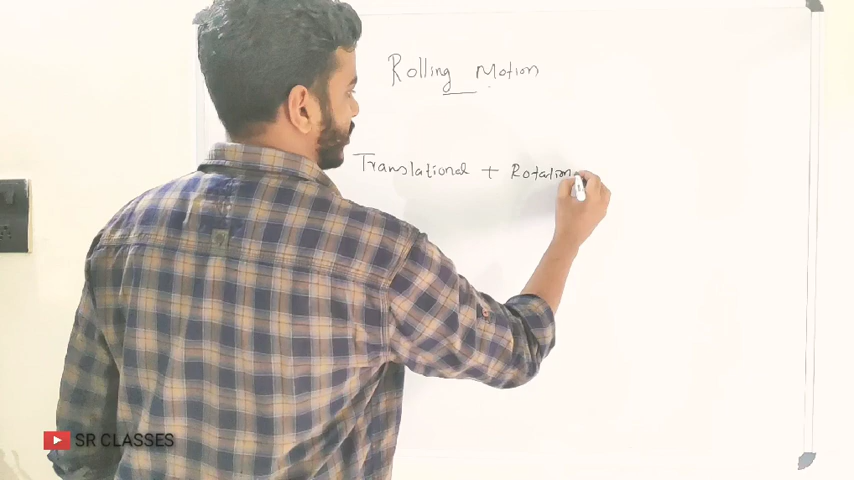 Rolling Motion
Translational + Rotation
SR CLASSES